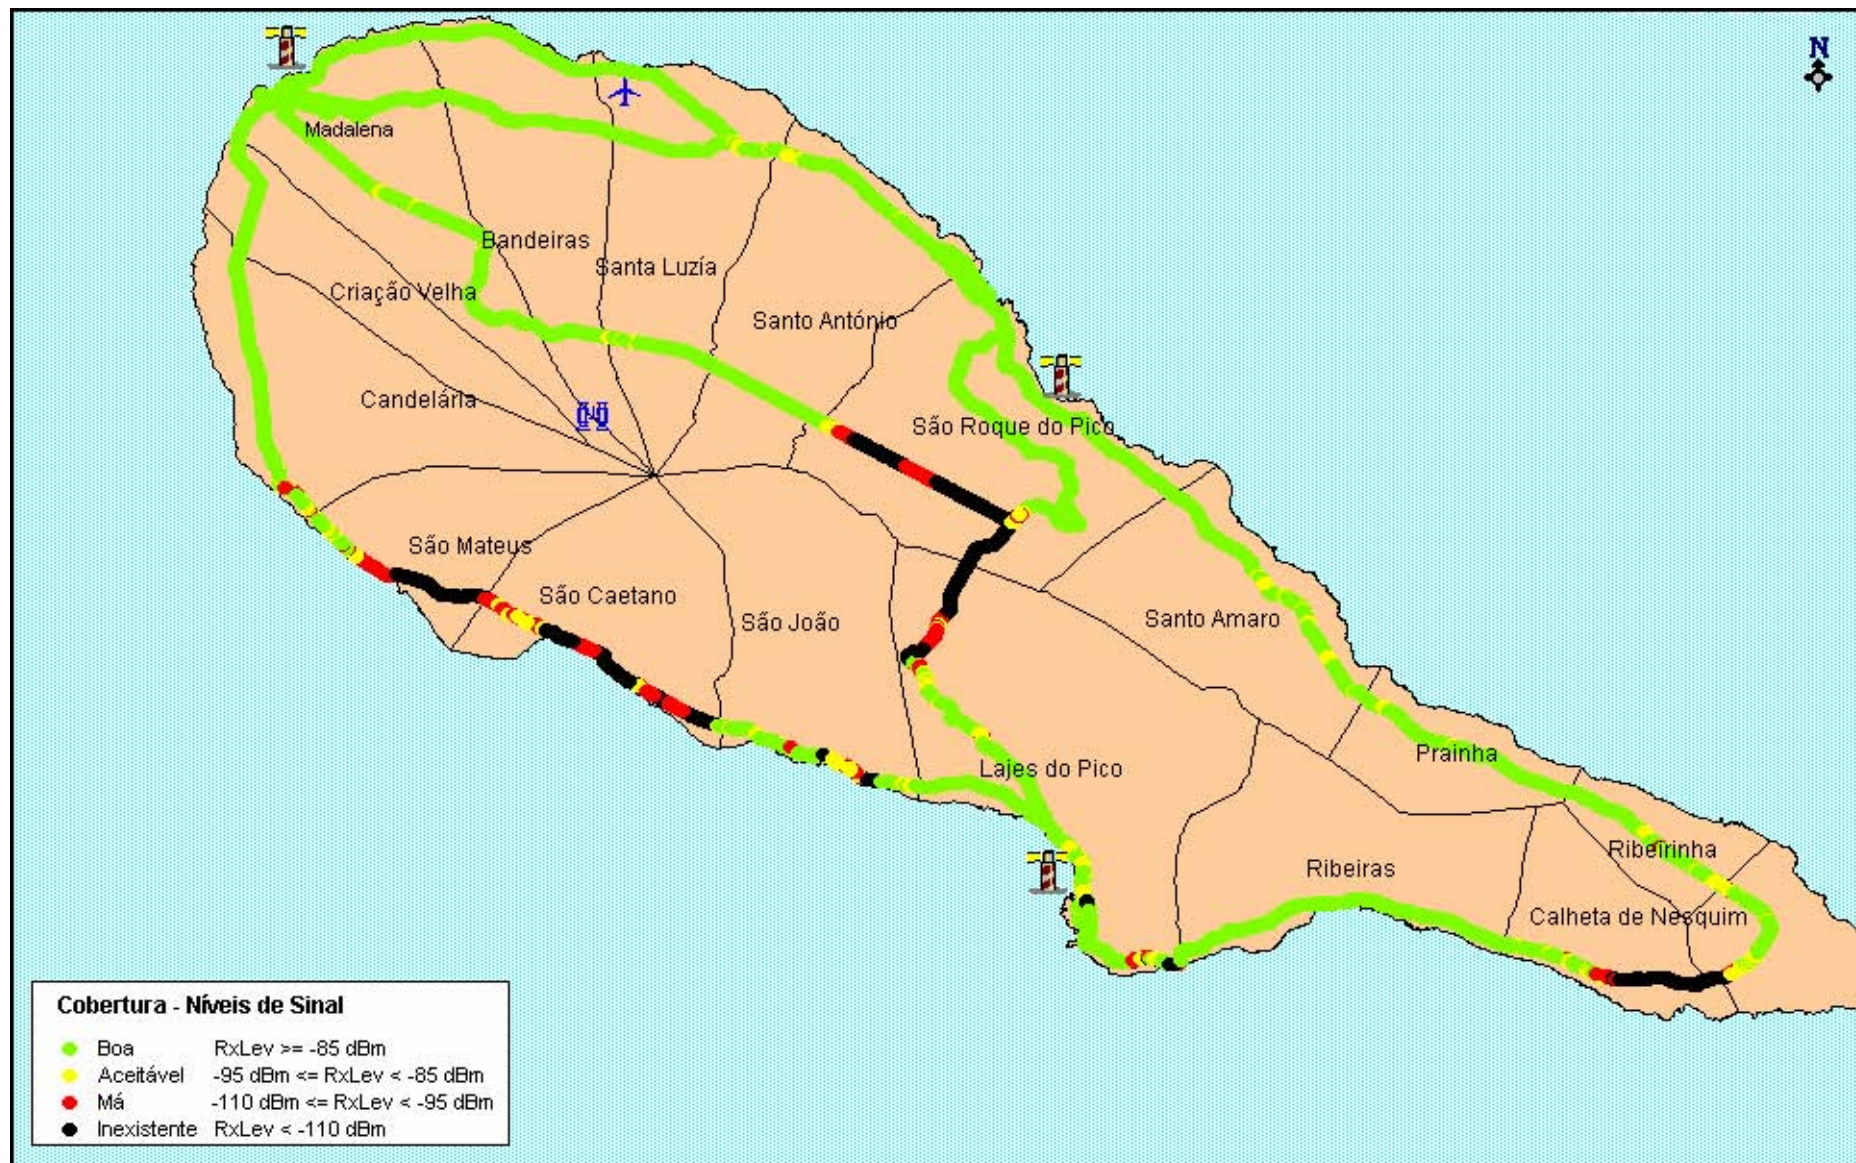 N
Madalena
Bandeiras
Santa Luzía
Criação Velha
Santo António
Candelária
São Roque do Pico
São Mateus
São Caetano
São João
Santo Amaro
Lajes do Pico
Prainha
Ribeirinha
Ribeiras
Calheta de Nesquim
Cobertura - Níveis de Sinal
Boa RxLev >= -85 dBm
Aceitável -95 dBm <= RxLev < -85 dBm
Má -110 dBm <= RxLev < -95 dBm
Inexistente RxLev < -110 dBm